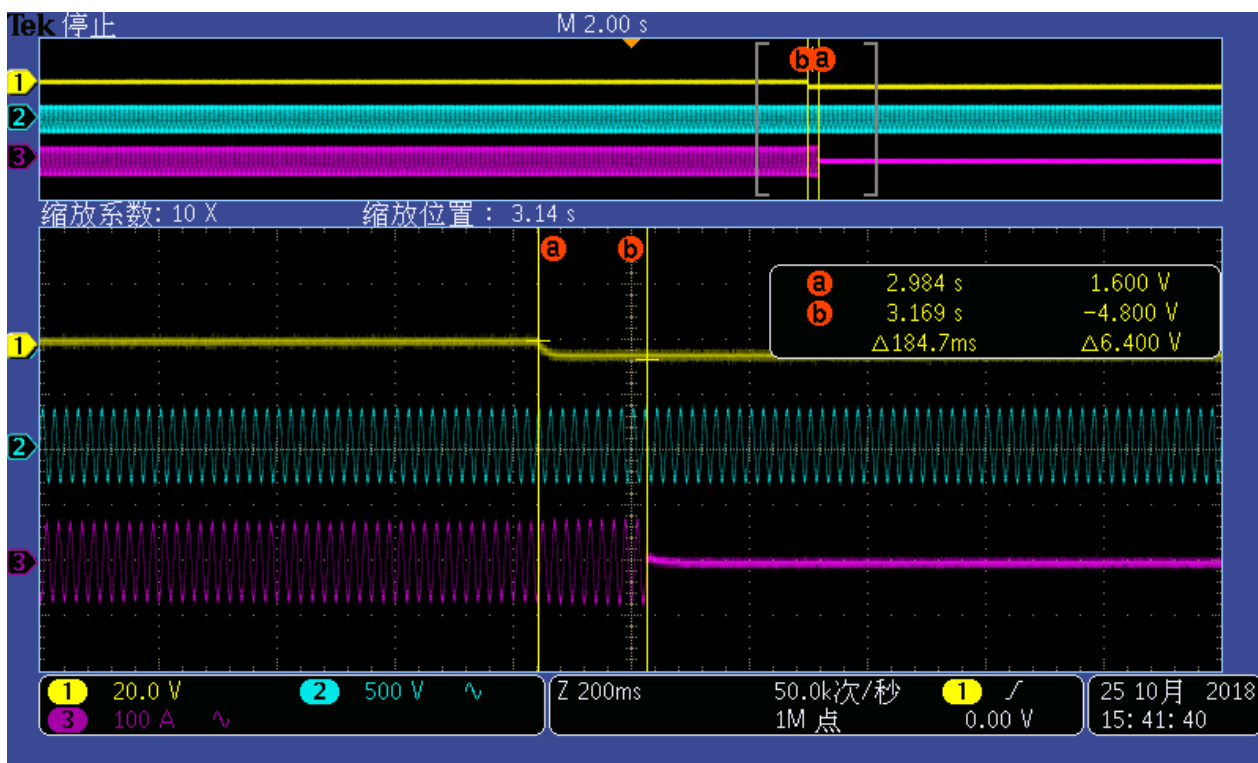 Tek 停止 M 2.00 s
b a
1
2
3
缩放系数: 10 X 缩放位置: 3.14 s
a b
a 2.984 s 1.600 V
b 3.169 s -4.800 V
Δ184.7ms Δ6.400 V
1
2
3
1 20.0 V 2 500 V Z 200ms 50.0k次/秒 1 0.00 V 25 10月 2018
3 100 A 1M 点 15:41:40